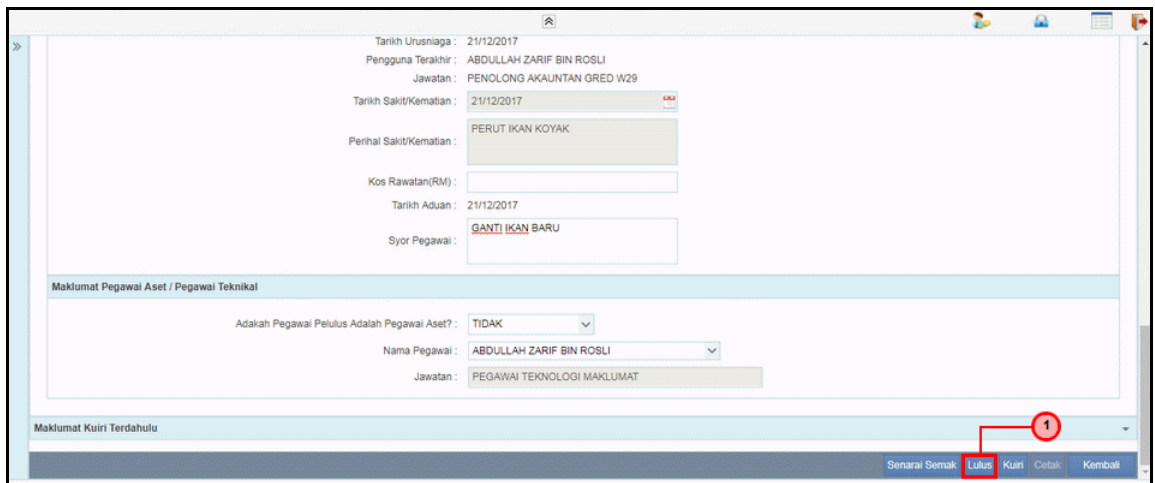 Tarikh Urusniaga : 21/12/2017
Pengguna Terakhir : ABDULLAH ZARIF BIN ROSLI
Jawatan : PENOLONG AKAUNTAN GRED W29
Tarikh Sakit/Kematian : 21/12/2017
Perihal Sakit/Kematian : PERUT IKAN KOYAK
Kos Rawatan(RM) :
Tarikh Aduan : 21/12/2017
Syor Pegawai : GANTI IKAN BARU
Maklumat Pegawai Aset / Pegawai Teknikal
Adakah Pegawai Pelulus Adalah Pegawai Aset? : TIDAK
Nama Pegawai : ABDULLAH ZARIF BIN ROSLI
Jawatan : PEGAWAI TEKNOLOGI MAKLUMAT
Maklumat Kuiri Terdahulu
1
Senarai Semak Lulus Kuiri Cetak Kembali